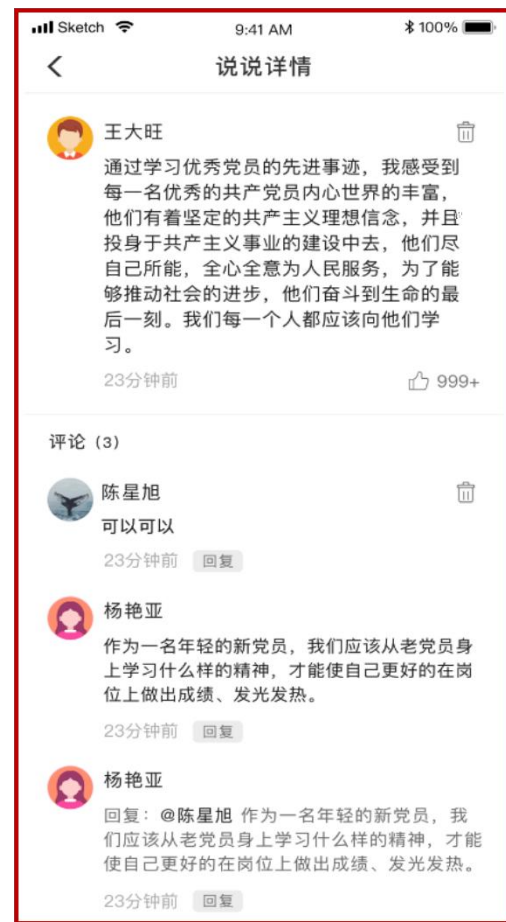 Sketch 9:41 AM 100%
说说详情
王大旺
通过学习优秀党员的先进事迹，我感受到
每一名优秀的共产党员内心世界的丰富，
他们有着坚定的共产主义理想信念，并且
投身于共产主义事业的建设中去，他们尽
自己所能，全心全意为人民服务，为了能
够推动社会的进步，他们奋斗到生命的最
后一刻。我们每一个人都应该向他们学
习。
23分钟前 999+
评论（3）
陈星旭
可以可以
23分钟前 回复
杨艳亚
作为一名年轻的新党员，我们应该从老党员身
上学习什么样的精神，才能使自己更好的在岗
位上做出成绩、发光发热。
23分钟前 回复
杨艳亚
回复：@陈星旭 作为一名年轻的新党员，我
们应该从老党员身上学习什么样的精神，才能
使自己更好的在岗位上做出成绩、发光发热。
23分钟前 回复